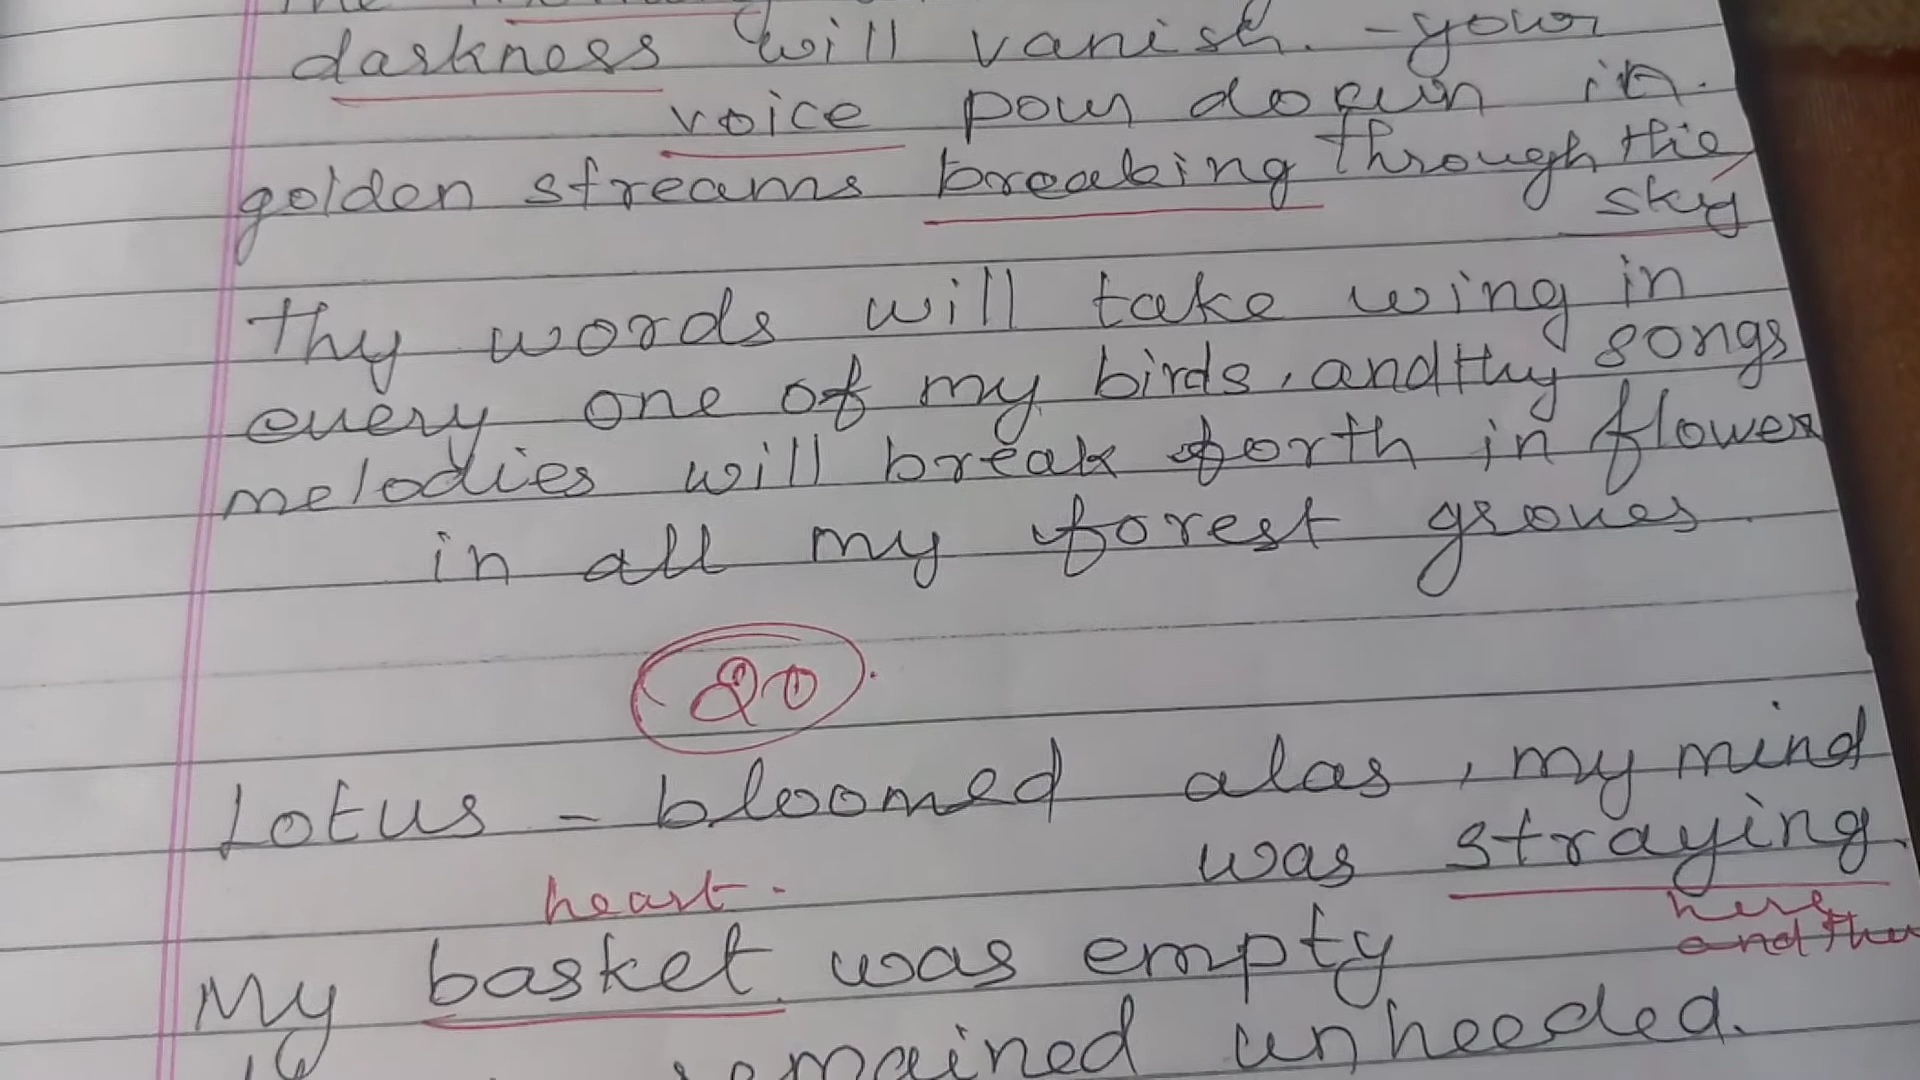 darkness will vanish. - your
voice pour down in.
golden streams breaking through the
sky
Thy words will take wing in
every one of my birds, and thy songs
melodies will break forth in flower
in all my forest groves
20
Lotus - bloomed alas, my mind
was straying
heart.
here
and the
My basket was empty
remained unheeded.